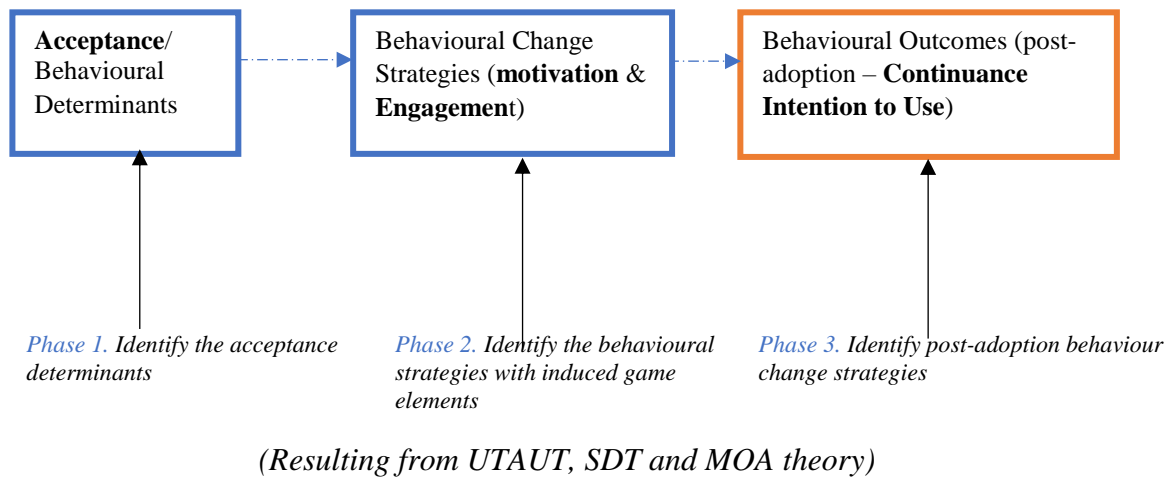 Acceptance/
Behavioural
Determinants
Behavioural Change
Strategies (motivation &
Engagement)
Behavioural Outcomes (post-
adoption – Continuance
Intention to Use)
Phase 1. Identify the acceptance
determinants
Phase 2. Identify the behavioural
strategies with induced game
elements
Phase 3. Identify post-adoption behaviour
change strategies
(Resulting from UTAUT, SDT and MOA theory)